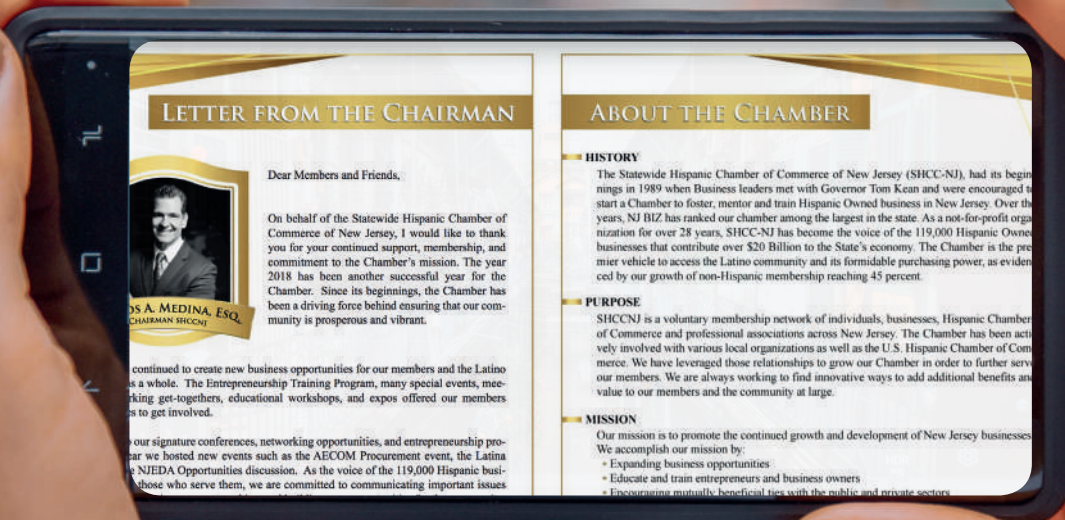 LETTER FROM THE CHAIRMAN
Dear Members and Friends,
On behalf of the Statewide Hispanic Chamber of
Commerce of New Jersey, I would like to thank
you for your continued support, membership, and
commitment to the Chamber's mission. The year
2018 has been another successful year for the
Chamber. Since its beginnings, the Chamber has
been a driving force behind ensuring that our com-
munity is prosperous and vibrant.
OS A. MEDINA, ESQ.
CHAIRMAN SHCCNJ
continued to create new business opportunities for our members and the Latino
s a whole. The Entrepreneurship Training Program, many special events, mee-
rking get-togethers, educational workshops, and expos offered our members
s to get involved.
our signature conferences, networking opportunities, and entrepreneurship pro-
ar we hosted new events such as the AECOM Procurement event, the Latina
NJEDA Opportunities discussion. As the voice of the 119,000 Hispanic busi-
those who serve them, we are committed to communicating important issues
ABOUT THE CHAMBER
HISTORY
The Statewide Hispanic Chamber of Commerce of New Jersey (SHCC-NJ), had its begin
nings in 1989 when Business leaders met with Governor Tom Kean and were encouraged t
start a Chamber to foster, mentor and train Hispanic Owned business in New Jersey. Over th
years, NJ BIZ has ranked our chamber among the largest in the state. As a not-for-profit orga
nization for over 28 years, SHCC-NJ has become the voice of the 119,000 Hispanic Owne
businesses that contribute over $20 Billion to the State's economy. The Chamber is the pre
mier vehicle to access the Latino community and its formidable purchasing power, as eviden
ced by our growth of non-Hispanic membership reaching 45 percent.
PURPOSE
SHCCNJ is a voluntary membership network of individuals, businesses, Hispanic Chamber
of Commerce and professional associations across New Jersey. The Chamber has been acti
vely involved with various local organizations as well as the U.S. Hispanic Chamber of Com
merce. We have leveraged those relationships to grow our Chamber in order to further serv
our members. We are always working to find innovative ways to add additional benefits an
value to our members and the community at large.
MISSION
Our mission is to promote the continued growth and development of New Jersey businesses
We accomplish our mission by:
• Expanding business opportunities
• Educate and train entrepreneurs and business owners
• Encouraging mutually beneficial ties with the public and private sectors